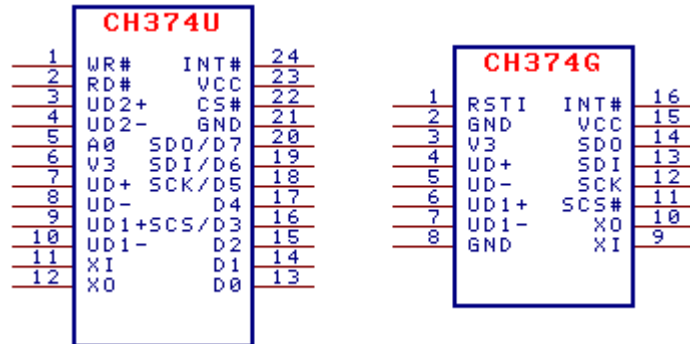 CH374U
1 WR# INT# 24
2 RD# VCC 23
3 UD2+ CS# 22
4 UD2- GND 21
5 A0 SDO/D7 20
6 V3 SDI/D6 19
7 UD+ SCK/D5 18
8 UD- D4 17
9 UD1+ SCS/D3 16
10 UD1- D2 15
11 XI D1 14
12 XO D0 13
CH374G
1 RSTI INT# 16
2 GND VCC 15
3 V3 SDO 14
4 UD+ SDI 13
5 UD- SCK 12
6 UD1+ SCS# 11
7 UD1- XO 10
8 GND XI 9